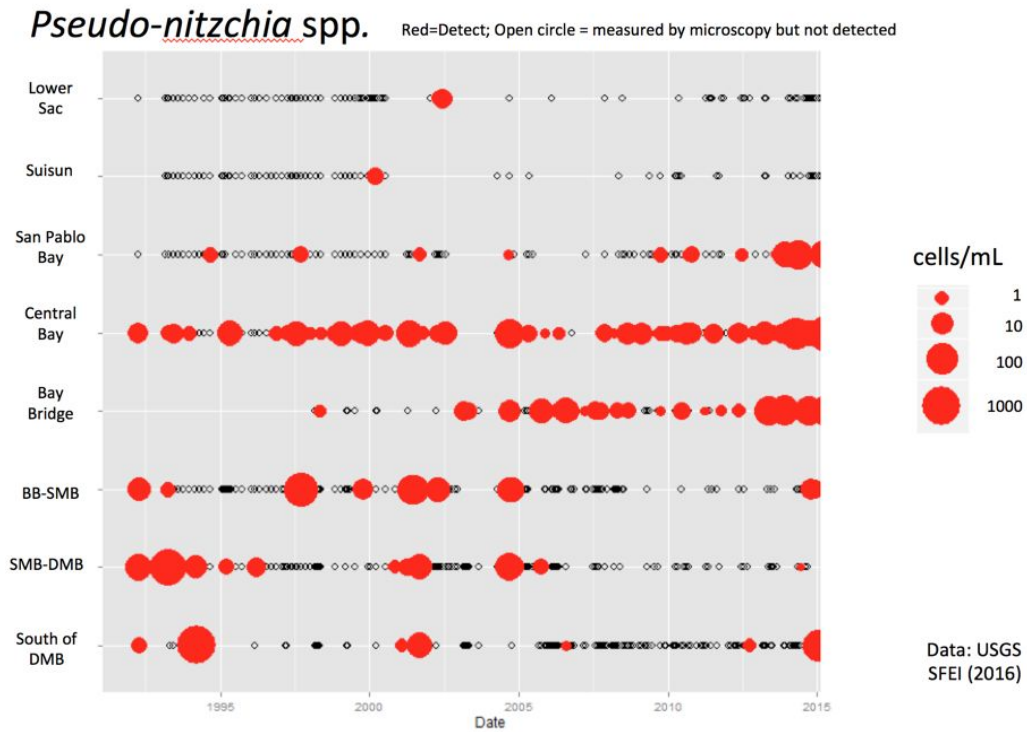 Pseudo-nitzchia spp.
Red=Detect; Open circle = measured by microscopy but not detected
Lower
Sac
Suisun
San Pablo
Bay
Central
Bay
Bay
Bridge
BB-SMB
SMB-DMB
South of
DMB
cells/mL
1
10
100
1000
Data: USGS
SFEI (2016)
1995
2000
2005
2010
2015
Date